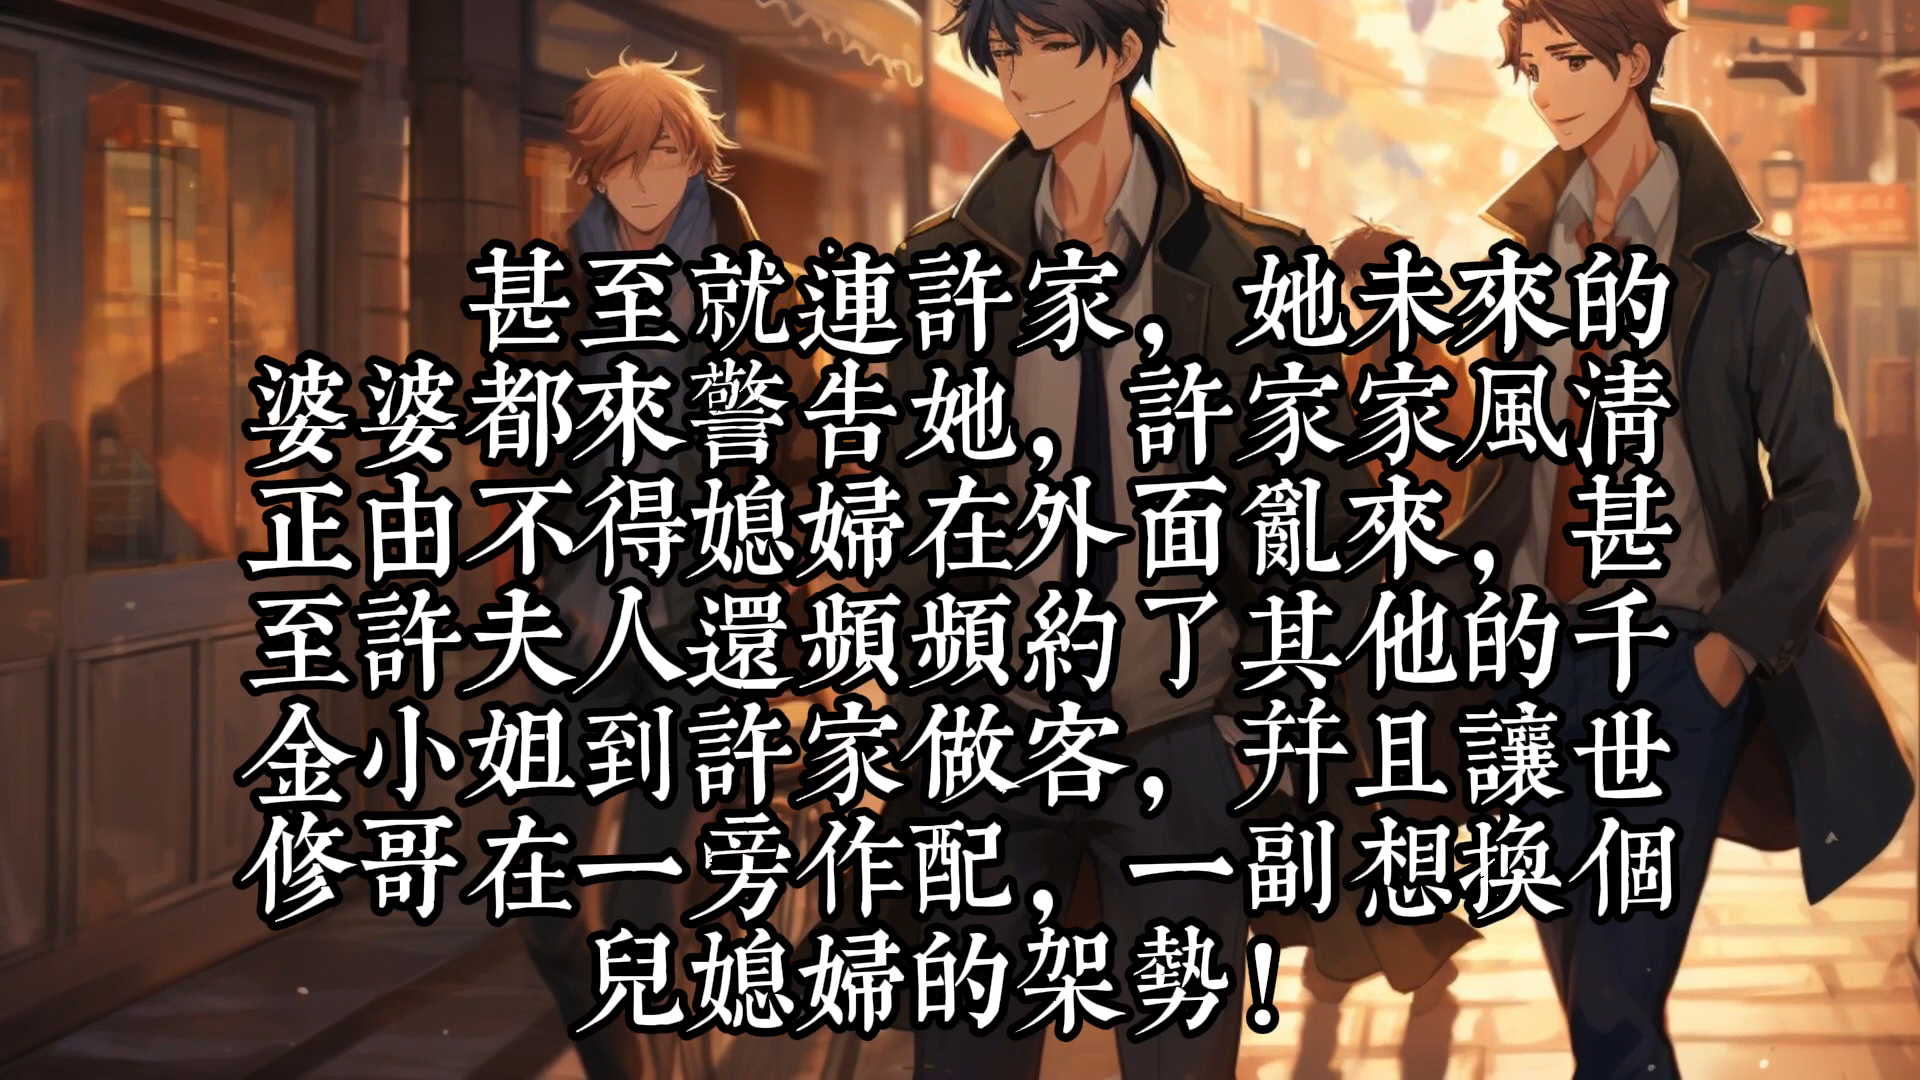 甚至就連許家，她未來的
婆婆都來警告她，許家家風清
正由不得媳婦在外面亂來，甚
至許夫人還頻頻約了其他的千
金小姐到許家做客，并且讓世
修哥在一旁作配，一副想換個
兒媳婦的架勢！